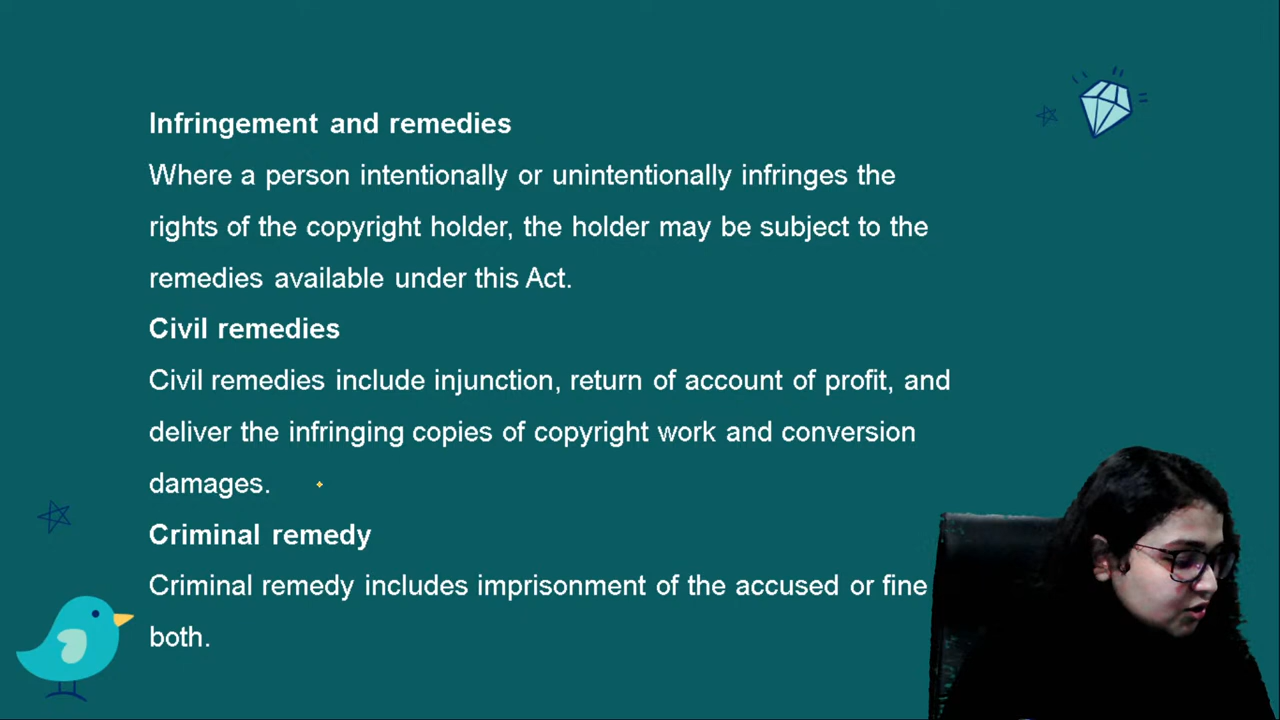 Infringement and remedies
Where a person intentionally or unintentionally infringes the
rights of the copyright holder, the holder may be subject to the
remedies available under this Act.
Civil remedies
Civil remedies include injunction, return of account of profit, and
deliver the infringing copies of copyright work and conversion
damages.
Criminal remedy
Criminal remedy includes imprisonment of the accused or fine
both.